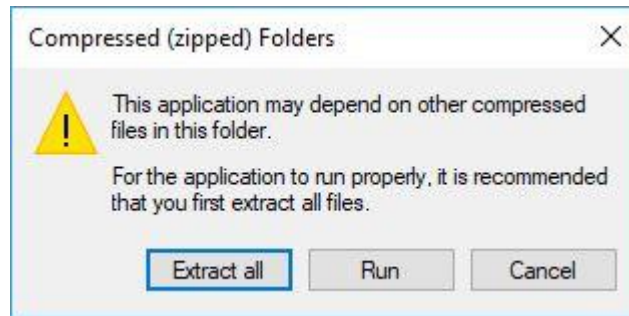 Compressed (zipped) Folders
This application may depend on other compressed
files in this folder.
For the application to run properly, it is recommended
that you first extract all files.
Extract all
Run
Cancel